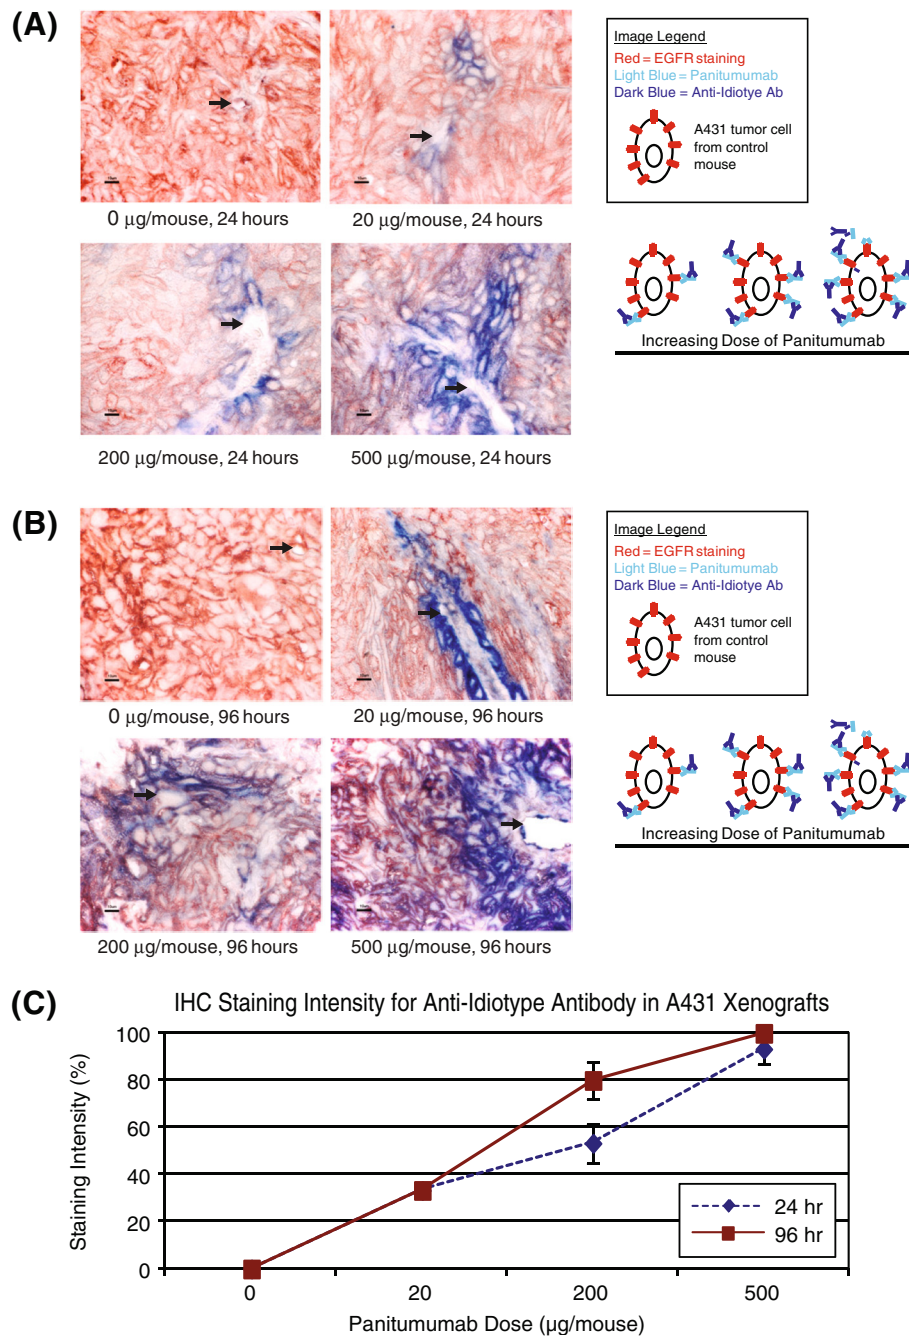 (A)
0 μg/mouse, 24 hours
20 μg/mouse, 24 hours
200 μg/mouse, 24 hours
500 μg/mouse, 24 hours
Image Legend
Red = EGFR staining
Light Blue = Panitumumab
Dark Blue = Anti-Idiotye Ab
A431 tumor cell
from control
mouse
Increasing Dose of Panitumumab
(B)
0 μg/mouse, 96 hours
20 μg/mouse, 96 hours
200 μg/mouse, 96 hours
500 μg/mouse, 96 hours
Image Legend
Red = EGFR staining
Light Blue = Panitumumab
Dark Blue = Anti-Idiotye Ab
A431 tumor cell
from control
mouse
Increasing Dose of Panitumumab
(C)
IHC Staining Intensity for Anti-Idiotype Antibody in A431 Xenografts
Staining Intensity (%)
100
80
60
40
20
0
24 hr
96 hr
0 20 200 500
Panitumumab Dose (μg/mouse)